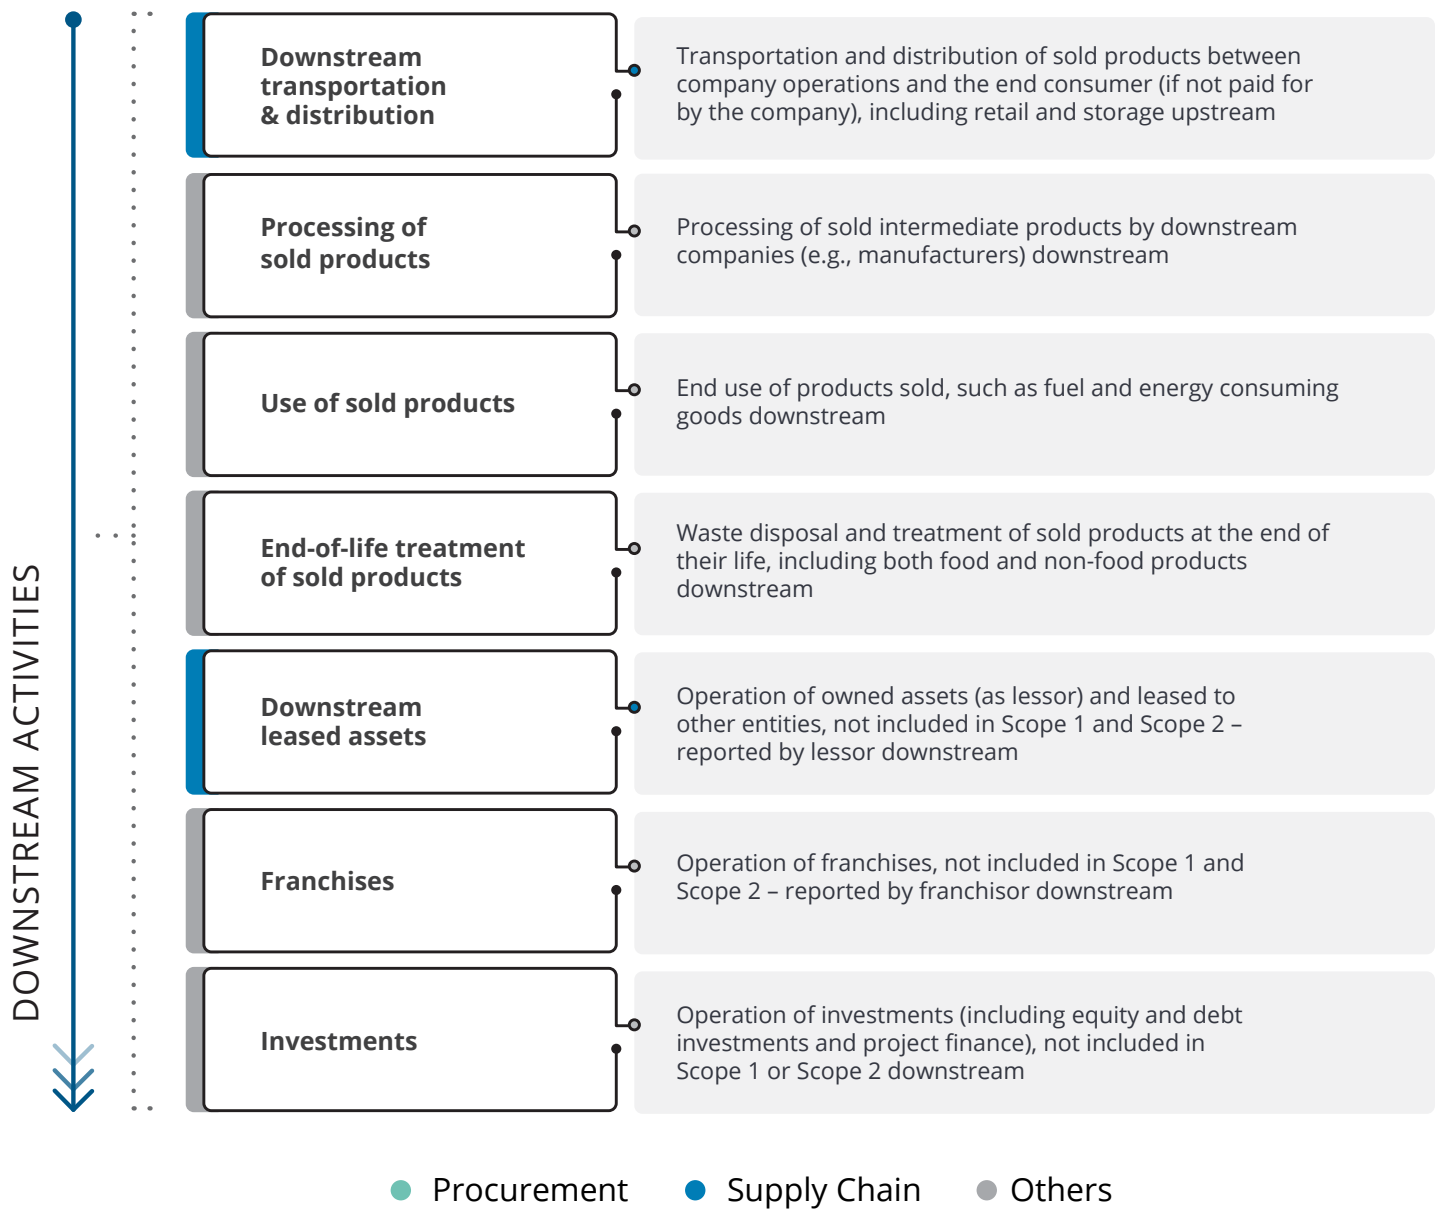 DOWNSTREAM ACTIVITIES
Downstream
transportation
& distribution
Transportation and distribution of sold products between
company operations and the end consumer (if not paid for
by the company), including retail and storage upstream
Processing of
sold products
Processing of sold intermediate products by downstream
companies (e.g., manufacturers) downstream
Use of sold products
End use of products sold, such as fuel and energy consuming
goods downstream
End-of-life treatment
of sold products
Waste disposal and treatment of sold products at the end of
their life, including both food and non-food products
downstream
Downstream
leased assets
Operation of owned assets (as lessor) and leased to
other entities, not included in Scope 1 and Scope 2 –
reported by lessor downstream
Franchises
Operation of franchises, not included in Scope 1 and
Scope 2 – reported by franchisor downstream
Investments
Operation of investments (including equity and debt
investments and project finance), not included in
Scope 1 or Scope 2 downstream
Procurement
Supply Chain
Others